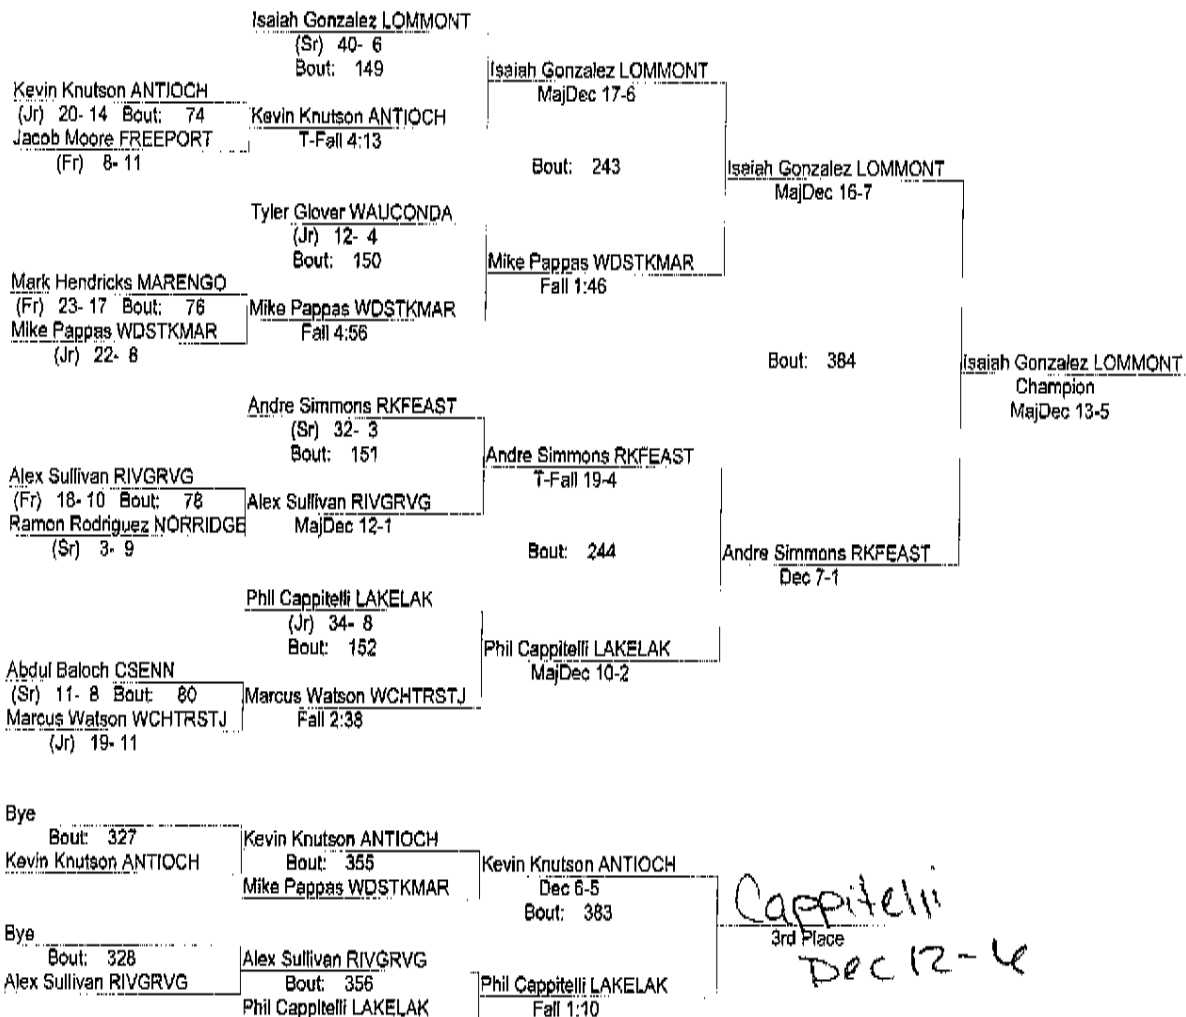 Isaiah Gonzalez LOMMONT
(Sr) 40- 6
Bout: 149
Isaiah Gonzalez LOMMONT
MajDec 17-6
Kevin Knutson ANTIOCH
(Jr) 20- 14 Bout: 74
Jacob Moore FREEPORT
(Fr) 8- 11
Kevin Knutson ANTIOCH
T-Fall 4:13
Bout: 243
Isaiah Gonzalez LOMMONT
MajDec 16-7
Tyler Glover WAUCONDA
(Jr) 12- 4
Bout: 150
Mike Pappas WDSTKMAR
Fall 1:46
Mark Hendricks MARENGO
(Fr) 23- 17 Bout: 76
Mike Pappas WDSTKMAR
(Jr) 22- 8
Mike Pappas WDSTKMAR
Fall 4:56
Bout: 384
Isaiah Gonzalez LOMMONT
Champion
MajDec 13-5
Andre Simmons RKFEAST
(Sr) 32- 3
Bout: 151
Andre Simmons RKFEAST
T-Fall 19-4
Alex Sullivan RIVGRVG
(Fr) 18- 10 Bout: 78
Ramon Rodriguez NORRIDGE
(Sr) 3- 9
Alex Sullivan RIVGRVG
MajDec 12-1
Bout: 244
Andre Simmons RKFEAST
Dec 7-1
Phil Cappitelli LAKELAK
(Jr) 34- 8
Bout: 152
Phil Cappitelli LAKELAK
MajDec 10-2
Abdul Baloch CSENN
(Sr) 11- 8 Bout: 80
Marcus Watson WCHTRSTJ
(Jr) 19- 11
Marcus Watson WCHTRSTJ
Fall 2:38
Bye
Bout: 327
Kevin Knutson ANTIOCH
Kevin Knutson ANTIOCH
Bout: 355
Mike Pappas WDSTKMAR
Kevin Knutson ANTIOCH
Dec 6-5
Bout: 383
Cappitelli
3rd Place
Dec 12-
Bye
Bout: 328
Alex Sullivan RIVGRVG
Alex Sullivan RIVGRVG
Bout: 356
Phil Cappitelli LAKELAK
Phil Cappitelli LAKELAK
Fall 1:10